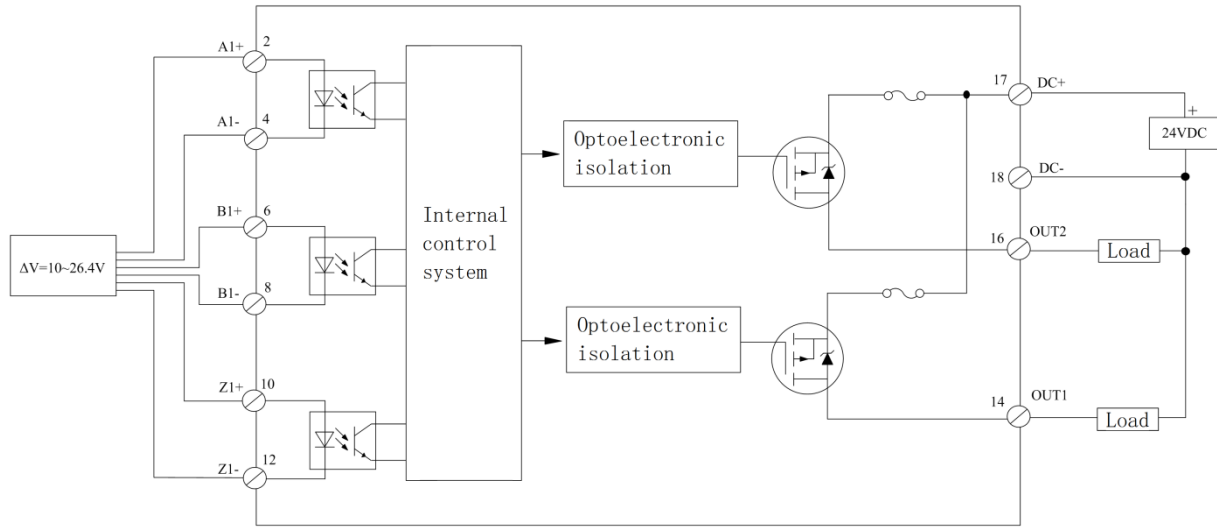 A1+
2
A1-
4
B1+
6
ΔV=10~26.4V
B1-
8
Z1+
10
Z1-
12
Internal
control
system
Optoelectronic
isolation
Optoelectronic
isolation
17
DC+
+
24VDC
18
DC-
16
OUT2
Load
14
OUT1
Load